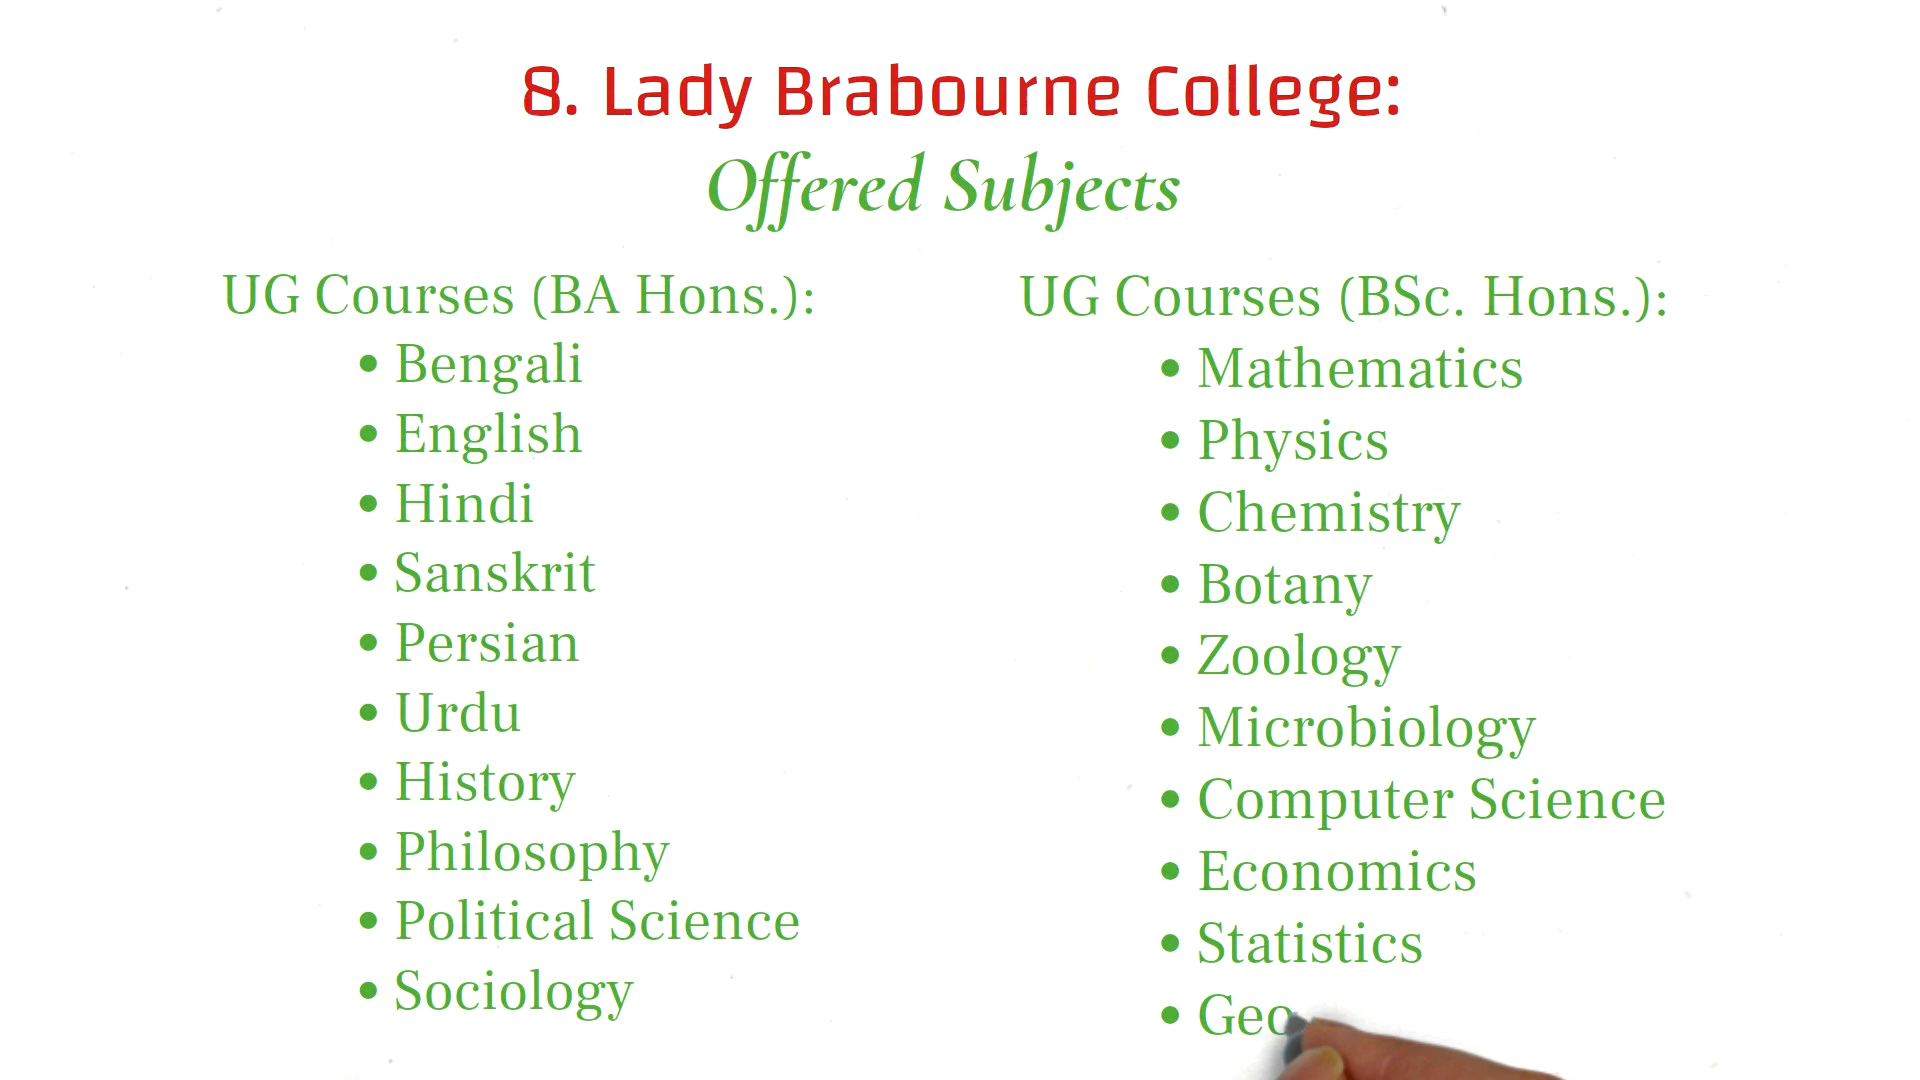 8. Lady Brabourne College:
Offered Subjects
UG Courses (BA Hons.):
• Bengali
• English
• Hindi
• Sanskrit
• Persian
• Urdu
• History
• Philosophy
• Political Science
• Sociology
UG Courses (BSc. Hons.):
• Mathematics
• Physics
• Chemistry
• Botany
• Zoology
• Microbiology
• Computer Science
• Economics
• Statistics
• Geo